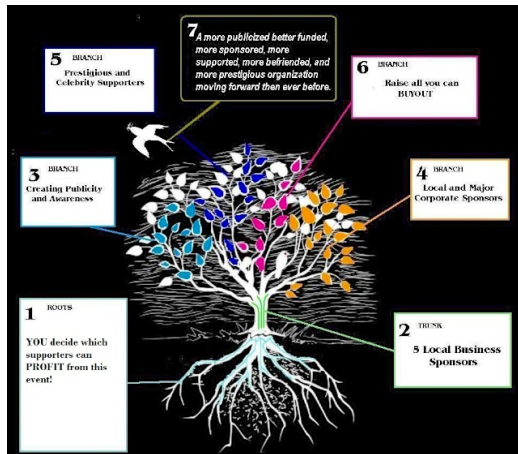 7
A more publicized better funded,
more sponsored, more
supported, more befriended, and
more prestigious organization
moving forward then ever before.
5 BRANCH
Prestigious and
Celebrity Supporters
6 BRANCH
Raise all you can
BUYOUT
3 BRANCH
Creating Publicity
and Awareness
4 BRANCH
Local and Major
Corporate Sponsors
1 ROOTS
YOU decide which
supporters can
PROFIT from this
event!
2 TRUNK
5 Local Business
Sponsors